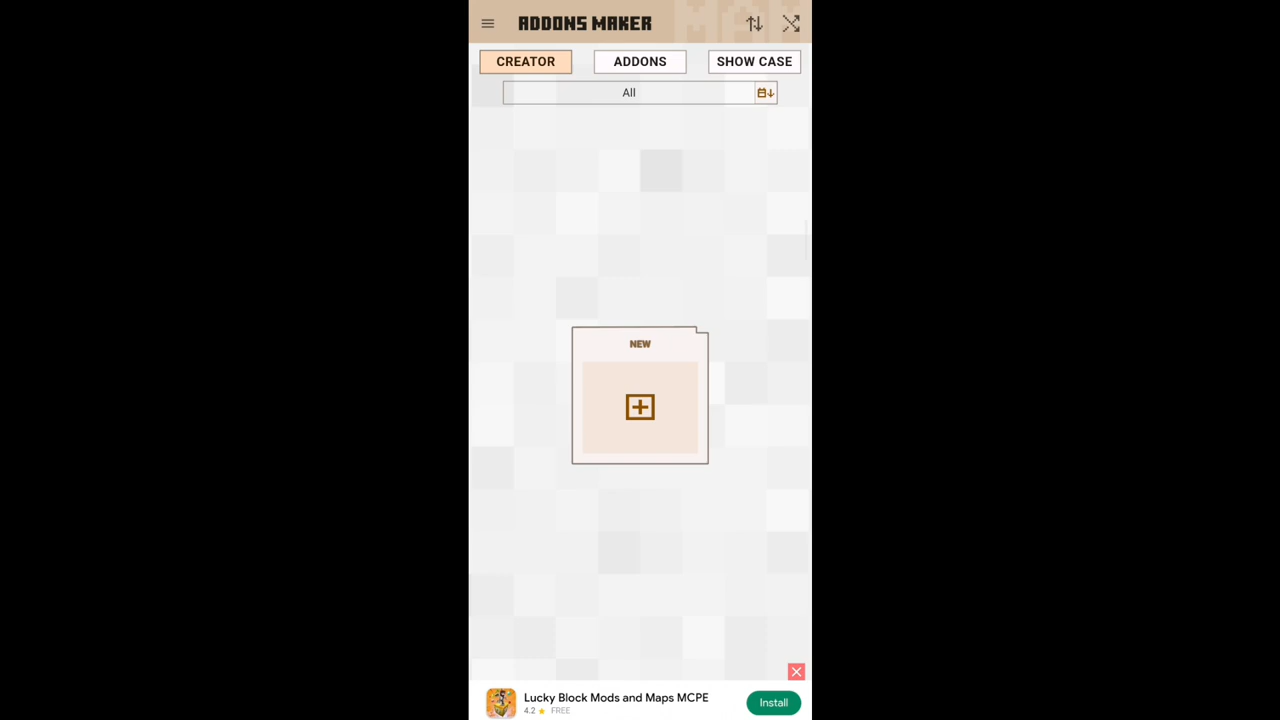 ADDONS MAKER
CREATOR
ADDONS
SHOW CASE
All
NEW
Lucky Block Mods and Maps MCPE
4.2 ★ FREE
Install